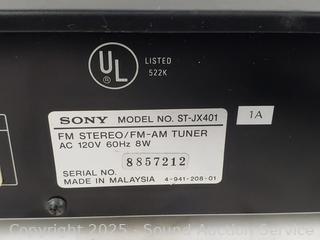 UL
LISTED
522K
SONY MODEL NO. ST-JX401
1A
FM STEREO/FM-AM TUNER
AC 120V 60Hz 8W
8857212
SERIAL NO.
MADE IN MALAYSIA 4-941-208-01
Copyright 2025 - Sound Auction Service